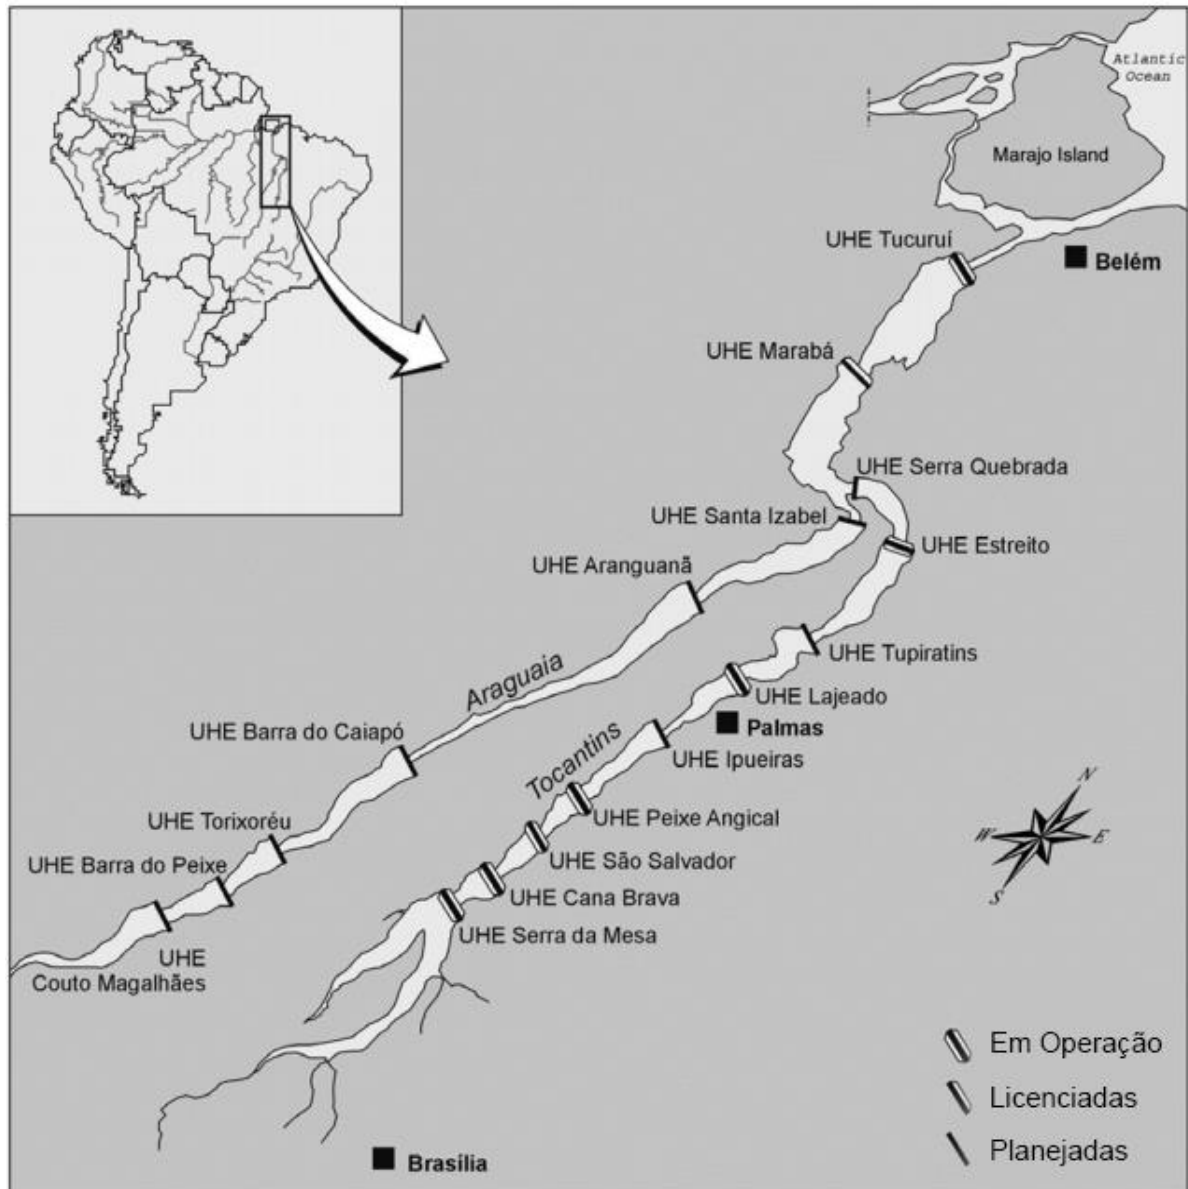 Atlantic
Ocean
Marajo Island
UHE Tucuruí
Belém
UHE Marabá
UHE Serra Quebrada
UHE Santa Izabel
UHE Estreito
UHE Aranguanã
UHE Tupiratins
Araguaia
UHE Lajeado
Palmas
UHE Barra do Caiapó
Tocantins
UHE Ipueiras
UHE Peixe Angical
UHE Torixoréu
UHE São Salvador
UHE Barra do Peixe
UHE Cana Brava
UHE Serra da Mesa
UHE
Couto Magalhães
N
W
E
S
Em Operação
Licenciadas
Planejadas
Brasília